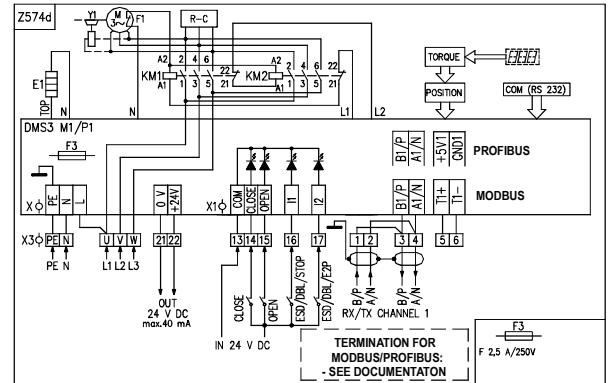 Z574d
Y1
M
3~
F1
R-C
E1
TOP
N
N
KM1
A2 2 4 6
A1 1 3 5
22
21
KM2
A2 2 4 6
A1 1 3 5
22
21
L1
L2
TORQUE
POSITION
COM (RS 232)
DMS3 M1/P1
F3
B1/P
A1/N
+5V1
GND1
PROFIBUS
X
PE
N
L
0 V
+24V
X1
COM
CLOSE
OPEN
I1
I2
B1/P
A1/N
T1+
T1-
MODBUS
X3
PE N
U V W
21 22
13 14 15
16
17
1 2
3 4
5 6
PE N
L1 L2 L3
OUT
24 V DC
max.40 mA
CLOSE
OPEN
ESD/DBL/STOP
ESD/DBL/E2P
IN 24 V DC
B/P
A/N
B/P
A/N
RX/TX CHANNEL 1
TERMINATION FOR
MODBUS/PROFIBUS:
- SEE DOCUMENTATON
F3
F 2,5 A/250V